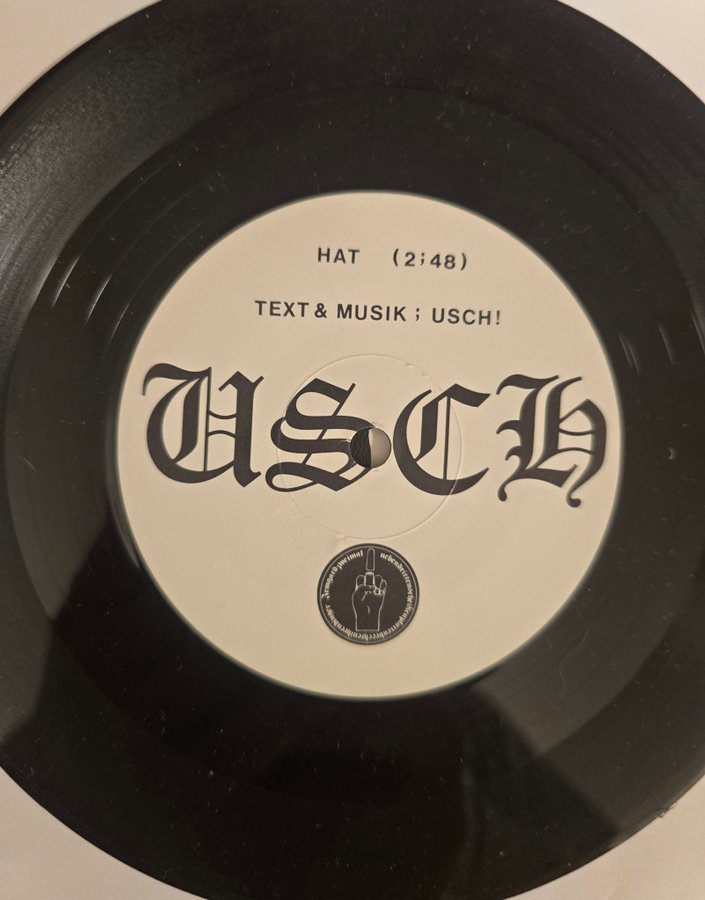 HAT (2;48)
TEXT & MUSIK ; USCH!
USCH